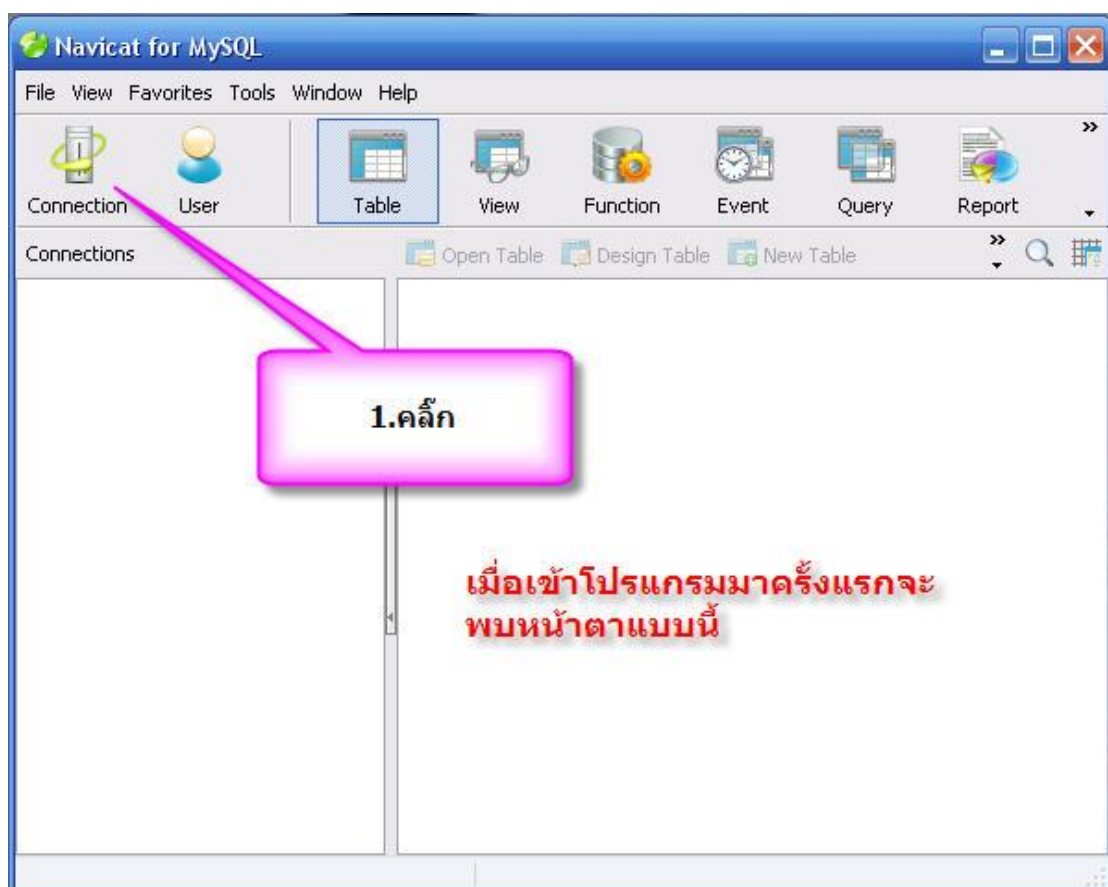 Navicat for MySQL
File View Favorites Tools Window Help
Connection User Table View Function Event Query Report
Connections Open Table Design Table New Table
1.คลิ๊ก
เมื่อเข้าโปรแกรมมาครั้งแรกจะ
พบหน้าตาแบบนี้